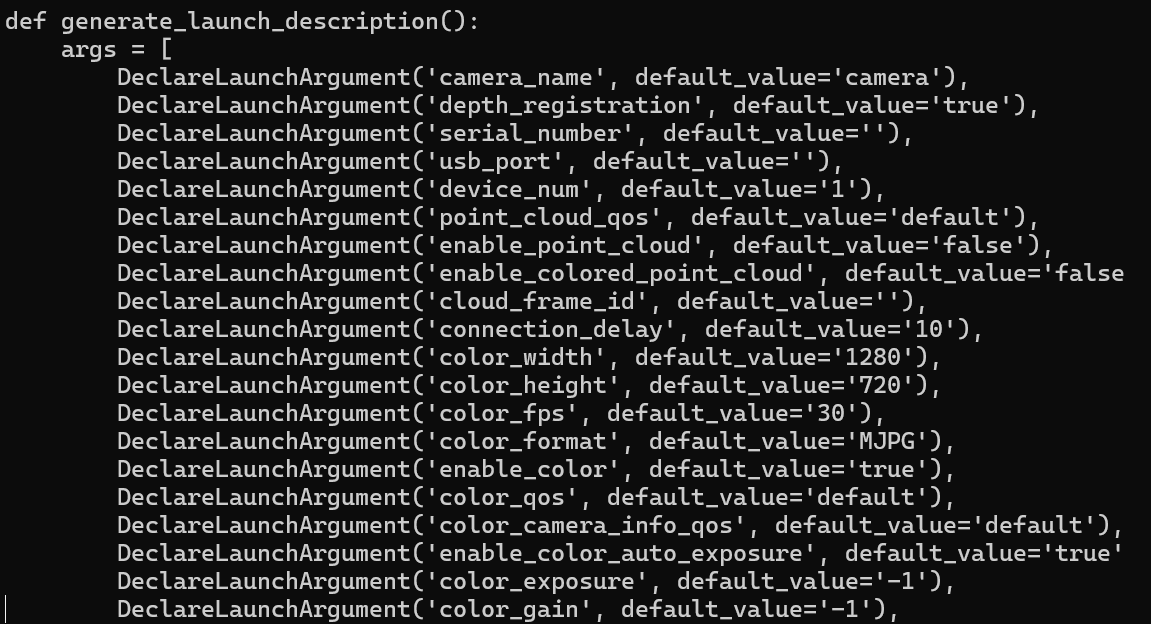 def generate_launch_description():
    args = [
        DeclareLaunchArgument('camera_name', default_value='camera'),
        DeclareLaunchArgument('depth_registration', default_value='true'),
        DeclareLaunchArgument('serial_number', default_value=''),
        DeclareLaunchArgument('usb_port', default_value=''),
        DeclareLaunchArgument('device_num', default_value='1'),
        DeclareLaunchArgument('point_cloud_qos', default_value='default'),
        DeclareLaunchArgument('enable_point_cloud', default_value='false'),
        DeclareLaunchArgument('enable_colored_point_cloud', default_value='false
        DeclareLaunchArgument('cloud_frame_id', default_value=''),
        DeclareLaunchArgument('connection_delay', default_value='10'),
        DeclareLaunchArgument('color_width', default_value='1280'),
        DeclareLaunchArgument('color_height', default_value='720'),
        DeclareLaunchArgument('color_fps', default_value='30'),
        DeclareLaunchArgument('color_format', default_value='MJPG'),
        DeclareLaunchArgument('enable_color', default_value='true'),
        DeclareLaunchArgument('color_qos', default_value='default'),
        DeclareLaunchArgument('color_camera_info_qos', default_value='default'),
        DeclareLaunchArgument('enable_color_auto_exposure', default_value='true'
        DeclareLaunchArgument('color_exposure', default_value='-1'),
        DeclareLaunchArgument('color_gain', default_value='-1'),